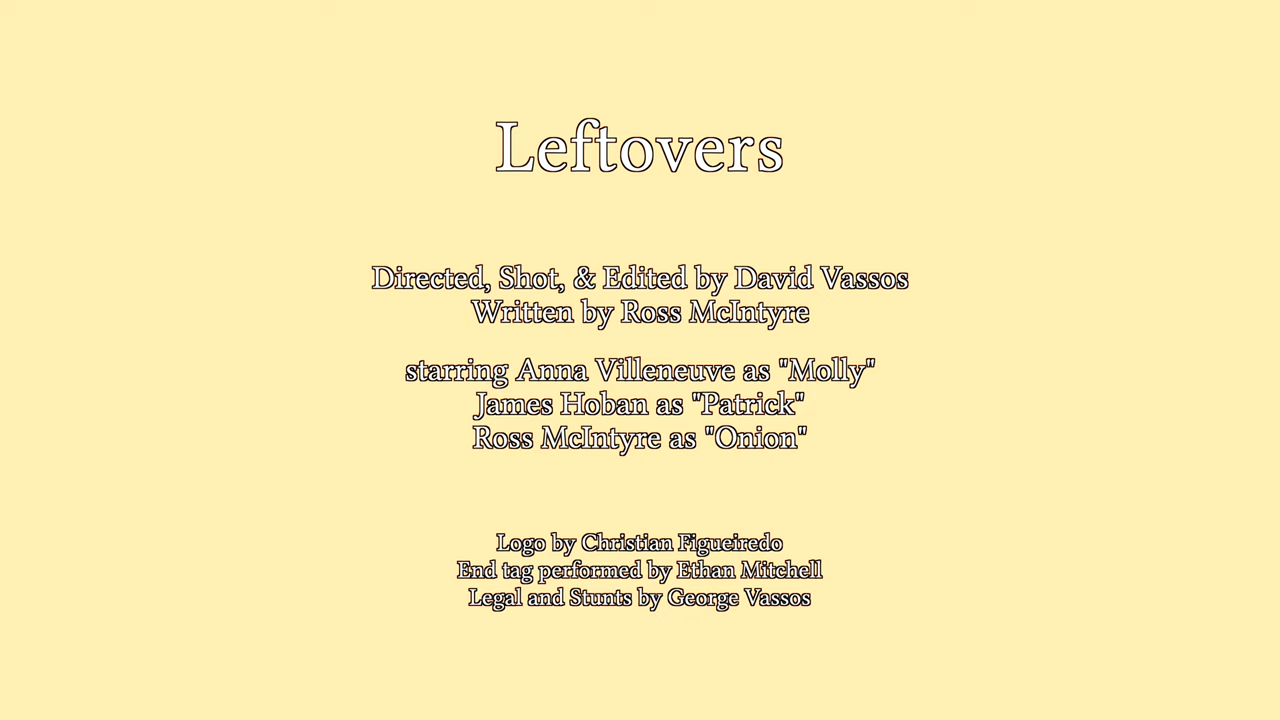 Leftovers
Directed, Shot, & Edited by David Vassos
Written by Ross McIntyre
starring Anna Villeneuve as "Molly"
James Hoban as "Patrick"
Ross McIntyre as "Onion"
Logo by Christian Figueiredo
End tag performed by Ethan Mitchell
Legal and Stunts by George Vassos